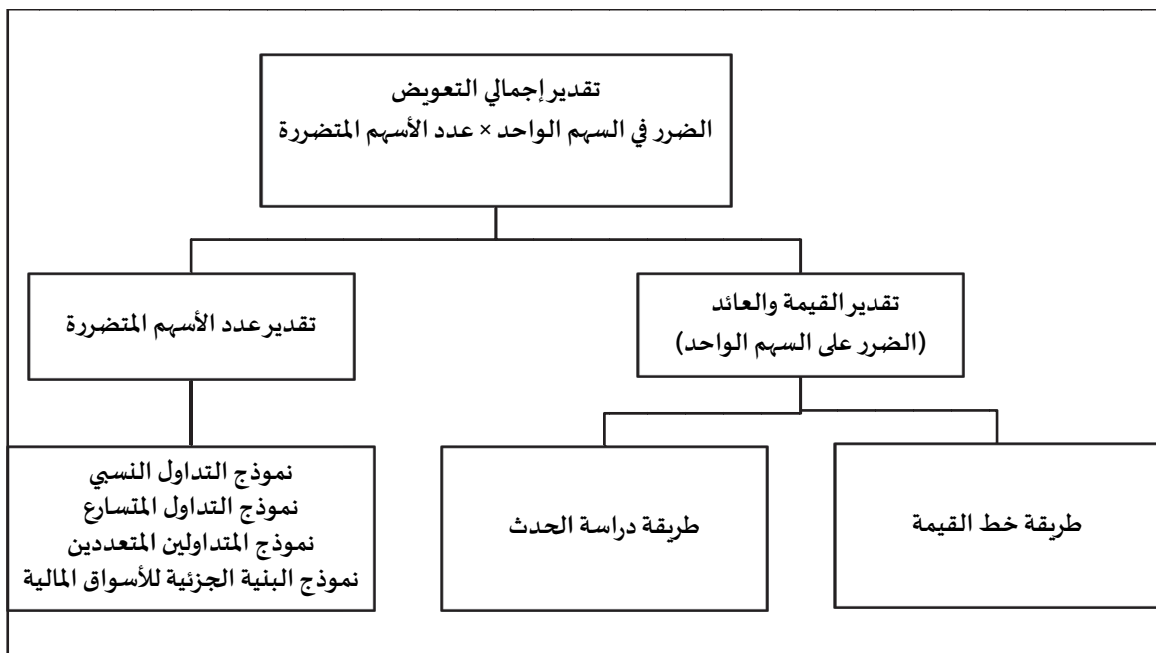 تقدير إجمالي التعويض
الضرر في السهم الواحد × عدد الأسهم المتضررة
تقدير القيمة والعائد
(الضرر على السهم الواحد)
تقدير عدد الأسهم المتضررة
طريقة خط القيمة
طريقة دراسة الحدث
نموذج التداول النسبي
نموذج التداول المتسارع
نموذج المتداولين المتعددين
نموذج البنية الجزئية للأسواق المالية